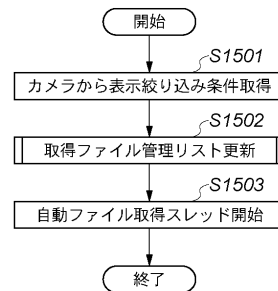 開始
S1501
カメラから表示絞り込み条件取得
S1502
取得ファイル管理リスト更新
S1503
自動ファイル取得スレッド開始
終了